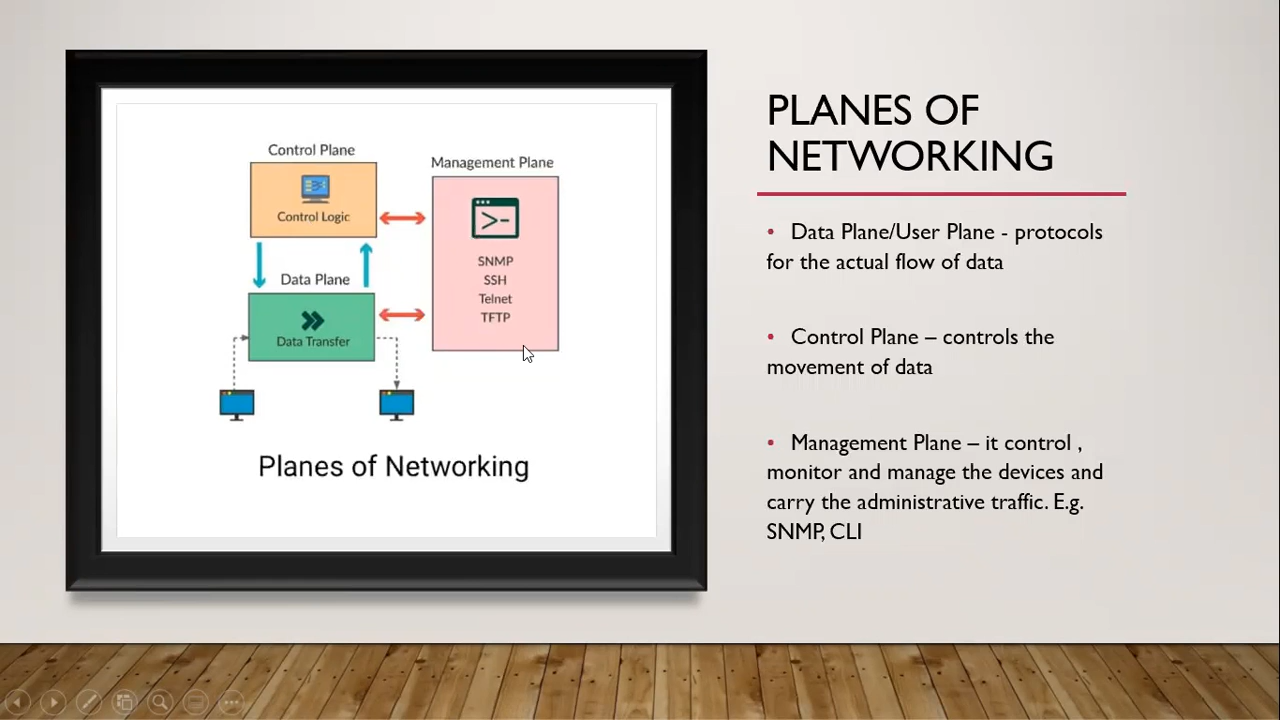 Control Plane
Control Logic
Management Plane
SNMP
SSH
Telnet
TFTP
Data Plane
Data Transfer
Planes of Networking
PLANES OF
NETWORKING
• Data Plane/User Plane - protocols
for the actual flow of data
• Control Plane – controls the
movement of data
• Management Plane – it control ,
monitor and manage the devices and
carry the administrative traffic. E.g.
SNMP, CLI